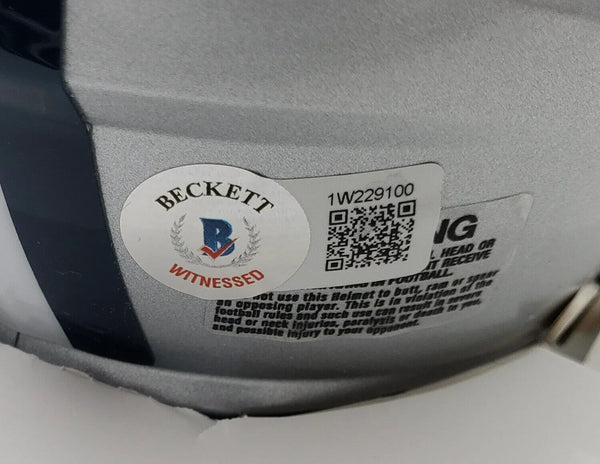 BECKETT
B
WITNESSED
1W229100
NG
HEAD OR
RECEIVE
IN FOOTBALL.
not use this Helmet to butt, ram or spear
opposing player. This is in violation of the
football rules and such use can result in severe
head or neck injuries, paralysis or death to you
and possible injury to your opponent.